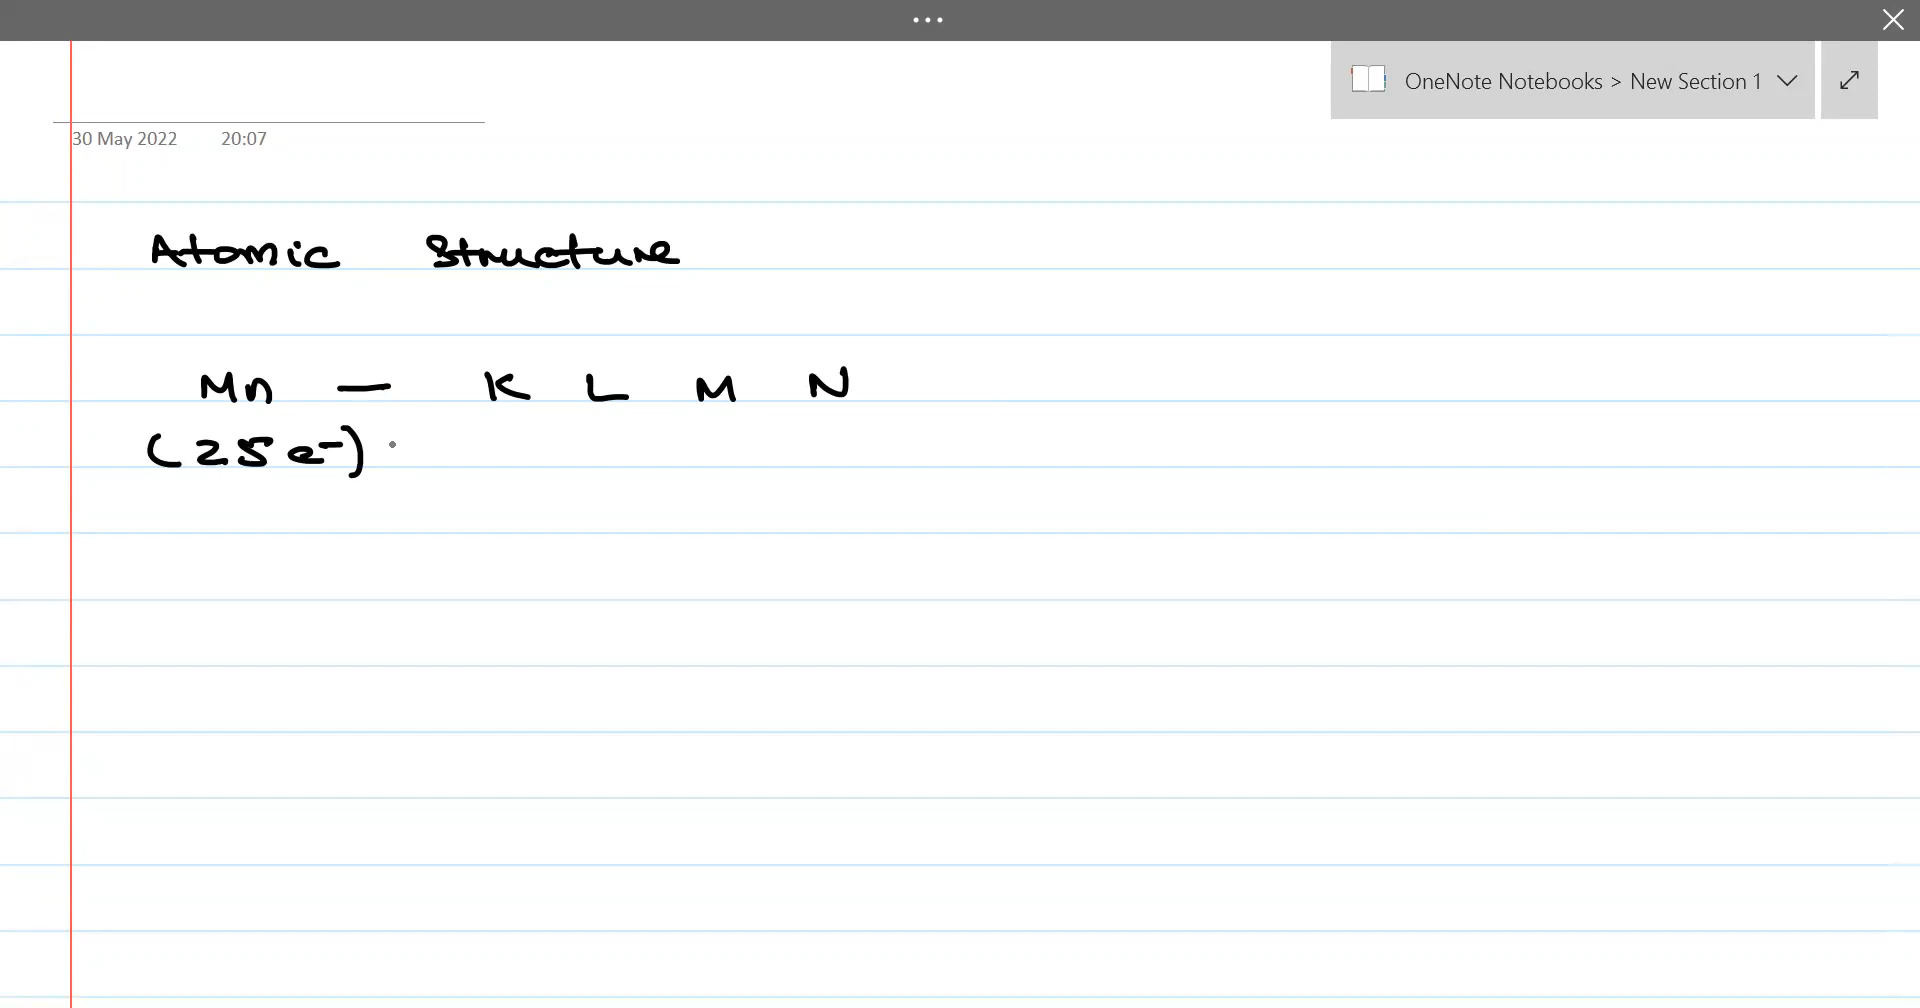 OneNote Notebooks > New Section 1
30 May 2022 20:07
Atomic Structure
Mn — K L M N
(25 e⁻)